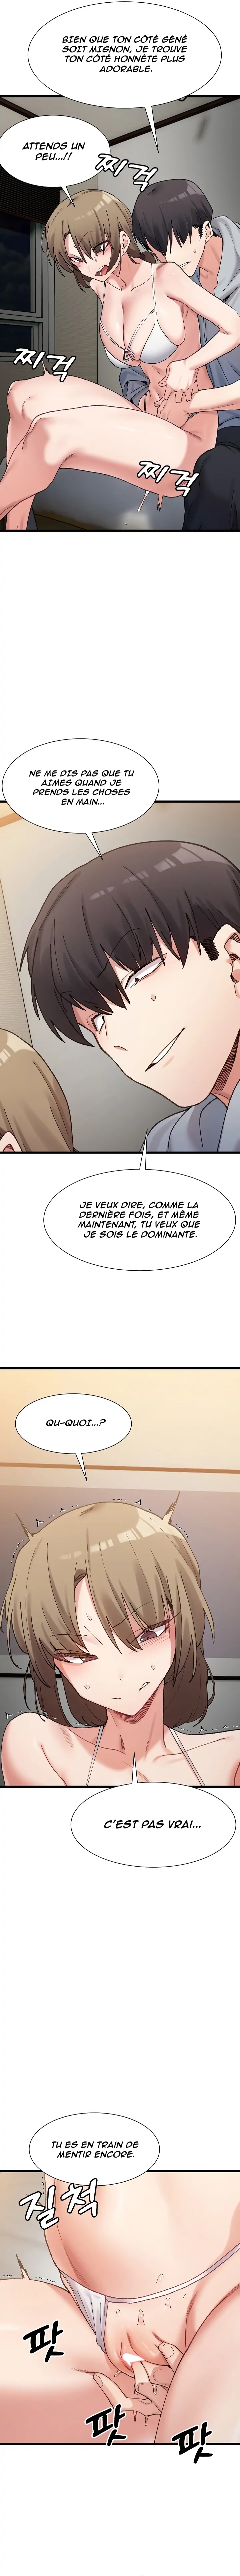 BIEN QUE TON CÔTÉ GÊNÉ
SOIT MIGNON, JE TROUVE
TON CÔTÉ HONNÊTE PLUS
ADORABLE.
ATTENDS UN
PEU...!!
찌걱
찌걱
찌걱
NE ME DIS PAS QUE TU
AIMES QUAND JE
PRENDS LES CHOSES
EN MAIN...
JE VEUX DIRE, COMME LA
DERNIÈRE FOIS, ET MÊME
MAINTENANT, TU VEUX QUE
JE SOIS LE DOMINANTE.
QU-QUOI...?
C'EST PAS VRAI...
TU ES EN TRAIN DE
MENTIR ENCORE.
질척
팟
팟
팟